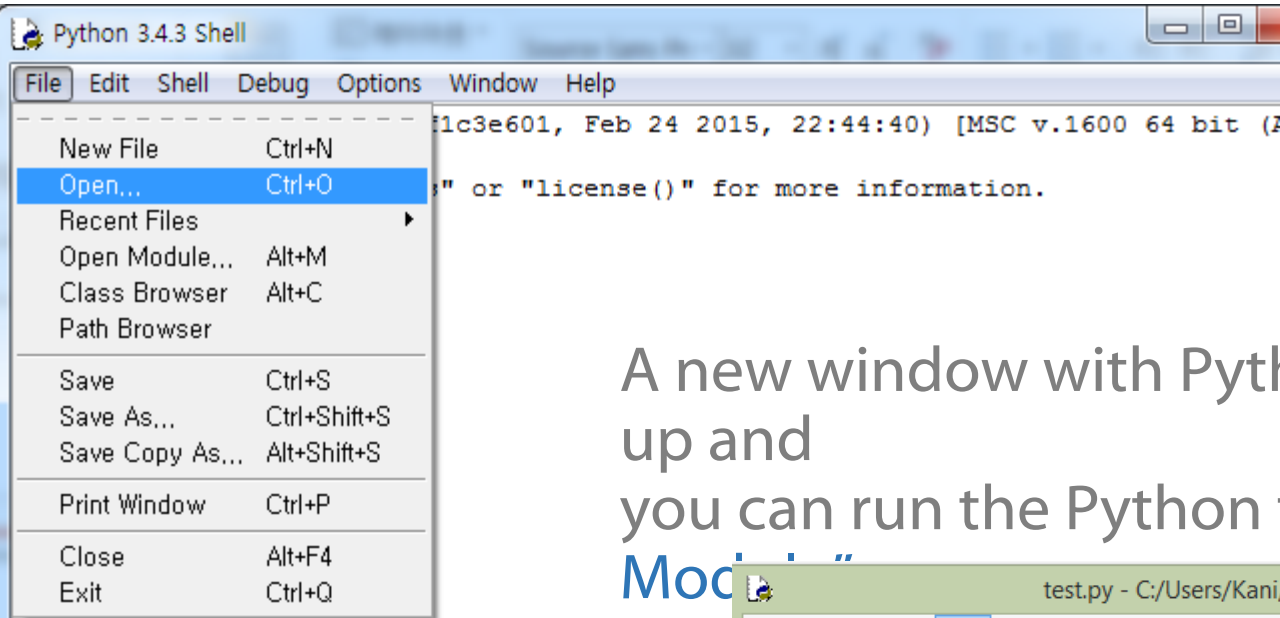 Python 3.4.3 Shell
File Edit Shell Debug Options Window Help
f1c3e601, Feb 24 2015, 22:44:40) [MSC v.1600 64 bit (A
" or "license()" for more information.
New File Ctrl+N
Open... Ctrl+O
Recent Files
Open Module... Alt+M
Class Browser Alt+C
Path Browser
Save Ctrl+S
Save As... Ctrl+Shift+S
Save Copy As... Alt+Shift+S
Print Window Ctrl+P
Close Alt+F4
Exit Ctrl+Q
A new window with Pyth
up and
you can run the Python
test.py - C:/Users/Kani